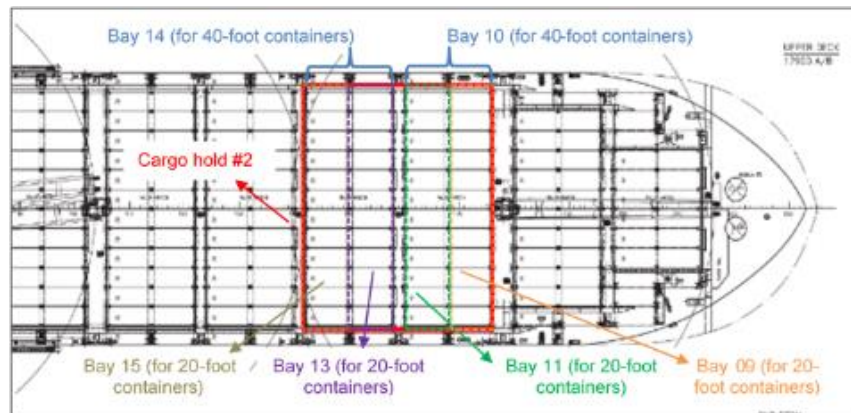 Bay 14 (for 40-foot containers)
Bay 10 (for 40-foot containers)
UPPER DECK
Cargo hold #2
Bay 15 (for 20-foot
containers)
Bay 13 (for 20-foot
containers)
Bay 11 (for 20-foot
containers)
Bay 09 (for 20-
foot containers)